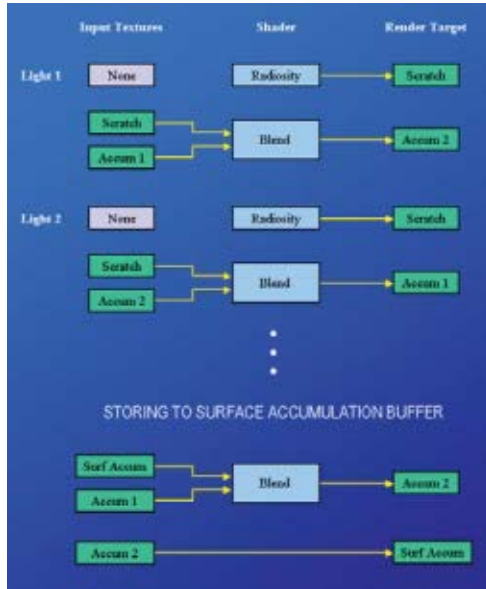 Input Textures Shader Render Target
Light 1 None Radiosity Scratch
Scratch
Blend Accum 2
Accum 1
Light 2 None Radiosity Scratch
Scratch
Blend Accum 1
Accum 2
STORING TO SURFACE ACCUMULATION BUFFER
Surf Accum
Blend Accum 2
Accum 1
Accum 2 Surf Accum